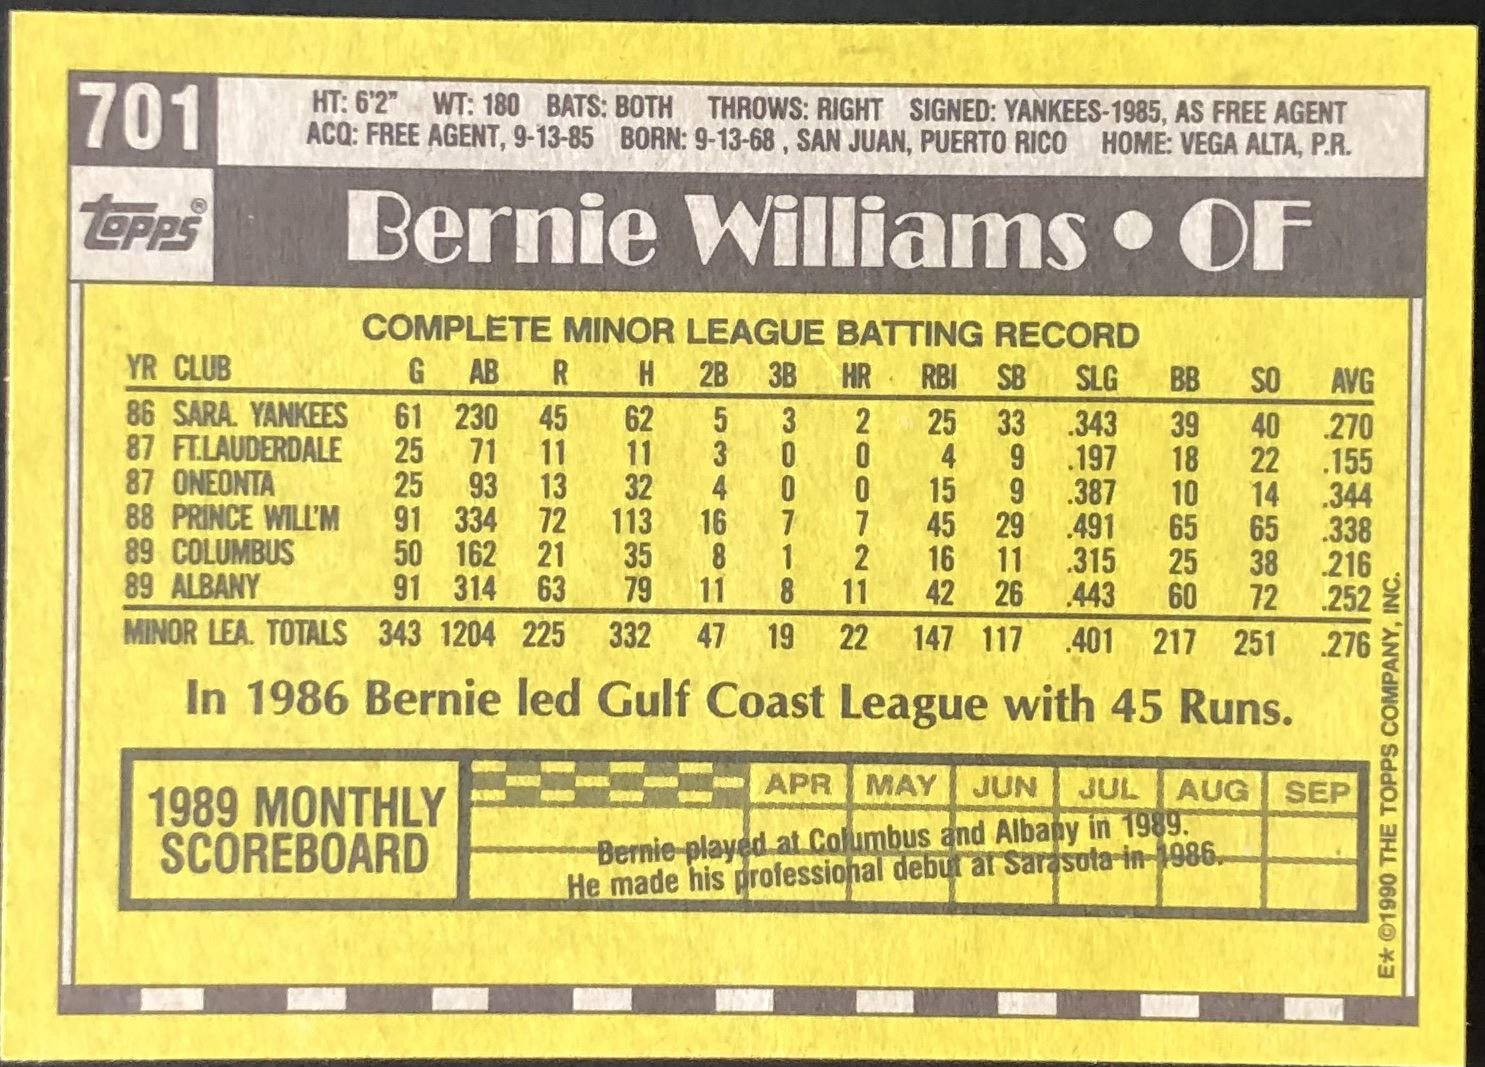 701
HT: 6'2" WT: 180 BATS: BOTH THROWS: RIGHT SIGNED: YANKEES-1985, AS FREE AGENT
ACQ: FREE AGENT, 9-13-85 BORN: 9-13-68 , SAN JUAN, PUERTO RICO HOME: VEGA ALTA, P.R.
TOPPS®
Bernie Williams • OF
COMPLETE MINOR LEAGUE BATTING RECORD
YR CLUB G AB R H 2B 3B HR RBI SB SLG BB SO AVG
86 SARA. YANKEES 61 230 45 62 5 3 2 25 33 .343 39 40 .270
87 FT.LAUDERDALE 25 71 11 11 3 0 0 4 9 .197 18 22 .155
87 ONEONTA 25 93 13 32 4 0 0 15 9 .387 10 14 .344
88 PRINCE WILL'M 91 334 72 113 16 7 7 45 29 .491 65 65 .338
89 COLUMBUS 50 162 21 35 8 1 2 16 11 .315 25 38 .216
89 ALBANY 91 314 63 79 11 8 11 42 26 .443 60 72 .252
MINOR LEA. TOTALS 343 1204 225 332 47 19 22 147 117 .401 217 251 .276
In 1986 Bernie led Gulf Coast League with 45 Runs.
1989 MONTHLY
SCOREBOARD
APR MAY JUN JUL AUG SEP
Bernie played at Columbus and Albany in 1989.
He made his professional debut at Sarasota in 1986.
E* ©1990 THE TOPPS COMPANY, INC.